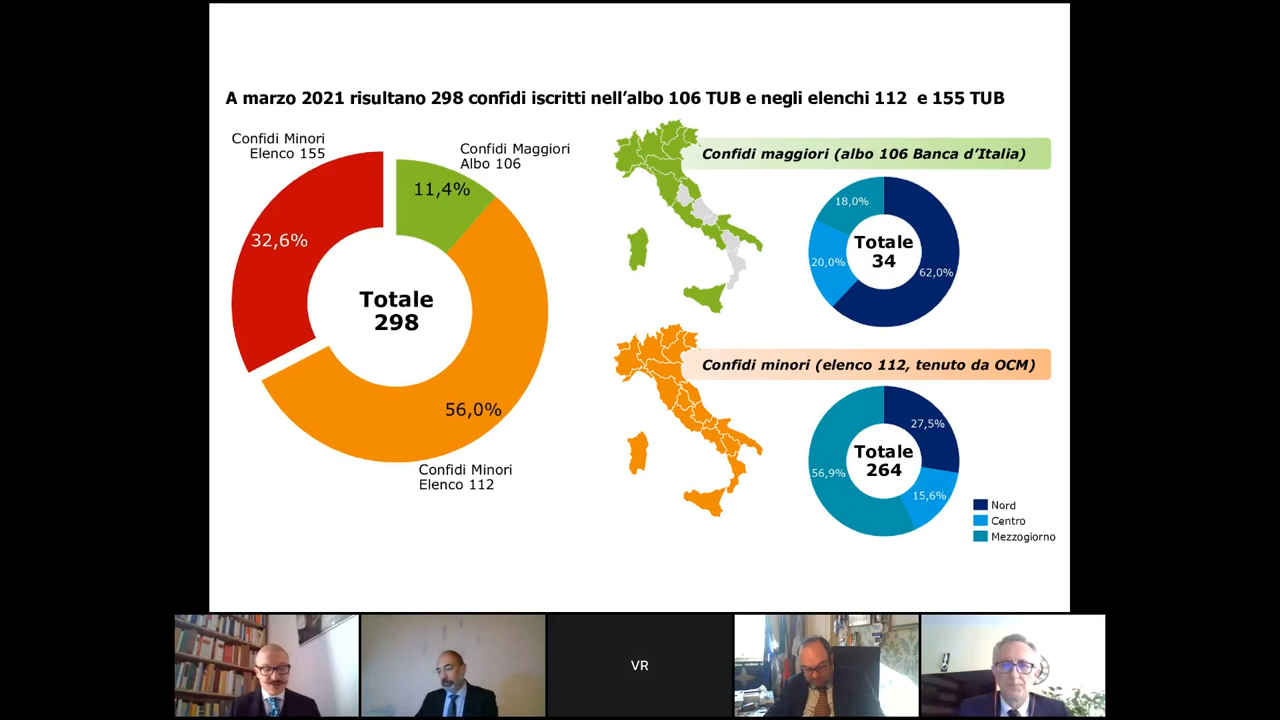 A marzo 2021 risultano 298 confidi iscritti nell'albo 106 TUB e negli elenchi 112 e 155 TUB
Confidi Minori
Elenco 155
Confidi Maggiori
Albo 106
11,4%
32,6%
Totale
298
56,0%
Confidi Minori
Elenco 112
Confidi maggiori (albo 106 Banca d'Italia)
18,0%
Totale
34
20,0%
62,0%
Confidi minori (elenco 112, tenuto da OCM)
27,5%
Totale
264
56,9%
15,6%
Nord
Centro
Mezzogiorno
VR